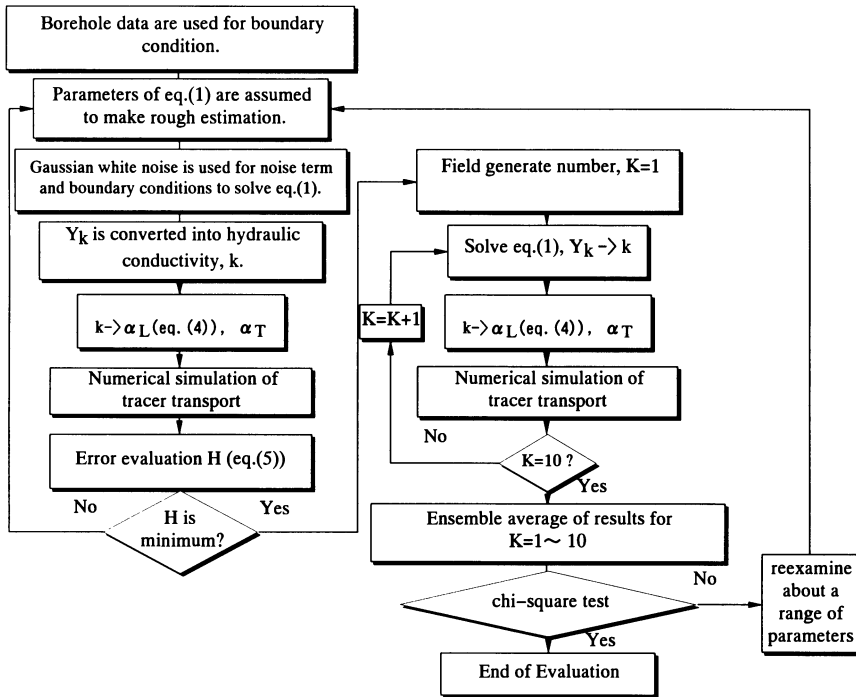 Borehole data are used for boundary
condition.
Parameters of eq.(1) are assumed
to make rough estimation.
Gaussian white noise is used for noise term
and boundary conditions to solve eq.(1).
Yk is converted into hydraulic
conductivity, k.
k->αL(eq. (4)), αT
Numerical simulation of
tracer transport
Error evaluation H (eq.(5))
No
Yes
H is
minimum?
Field generate number, K=1
Solve eq.(1), Yk -> k
K=K+1
k->αL(eq. (4)), αT
Numerical simulation of
tracer transport
No
K=10 ?
Yes
Ensemble average of results for
K=1~ 10
No
chi-square test
Yes
reexamine
about a
range of
parameters
End of Evaluation